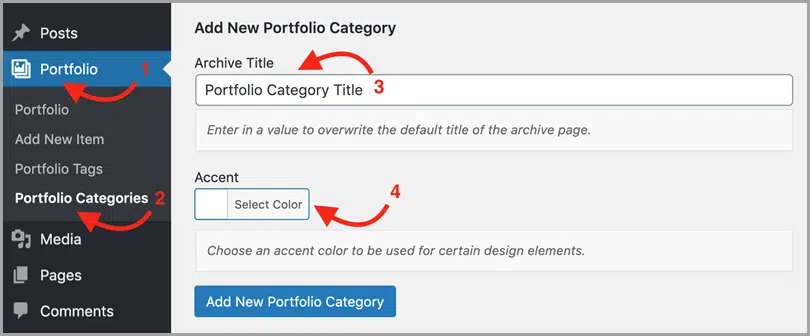 Posts
Portfolio 1
Portfolio
Add New Item
Portfolio Tags
Portfolio Categories 2
Media
Pages
Comments
Add New Portfolio Category
Archive Title
Portfolio Category Title 3
Enter in a value to overwrite the default title of the archive page.
Accent
Select Color 4
Choose an accent color to be used for certain design elements.
Add New Portfolio Category